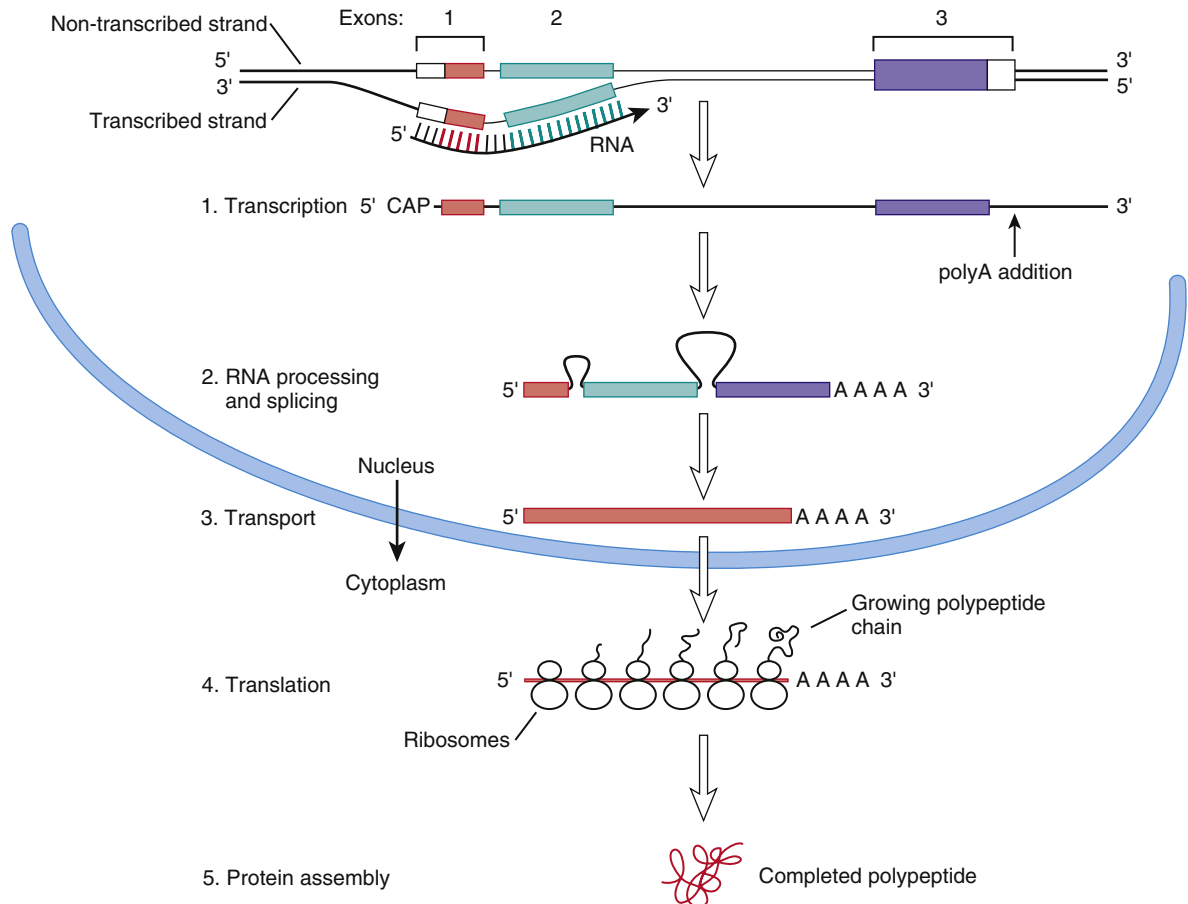 Non-transcribed strand
Exons: 1 2 3
5' 3'
3' 5'
Transcribed strand
5' 3'
RNA
1. Transcription 5' CAP 3'
polyA addition
2. RNA processing
and splicing
5' A A A A 3'
Nucleus
3. Transport
5' A A A A 3'
Cytoplasm
Growing polypeptide
chain
4. Translation
5' A A A A 3'
Ribosomes
5. Protein assembly
Completed polypeptide